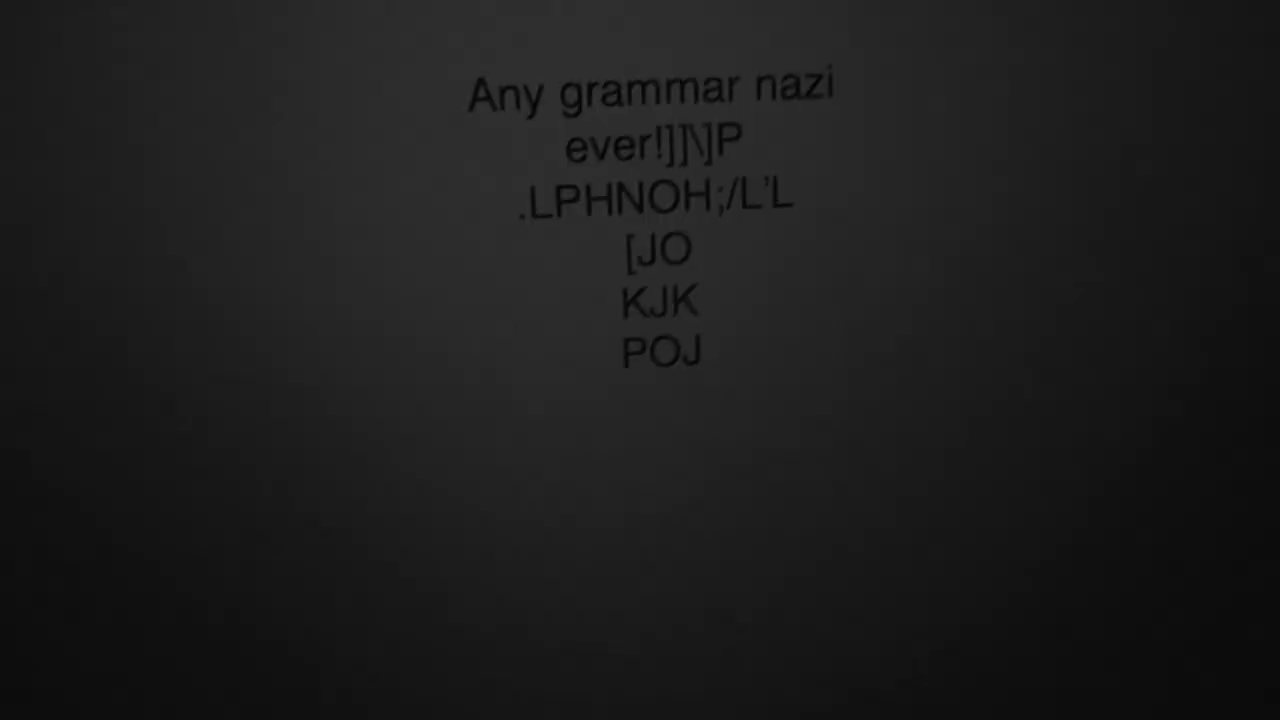 Any grammar nazi
ever!]]\]P
.LPHNOH;/L'L
[JO
KJK
POJ